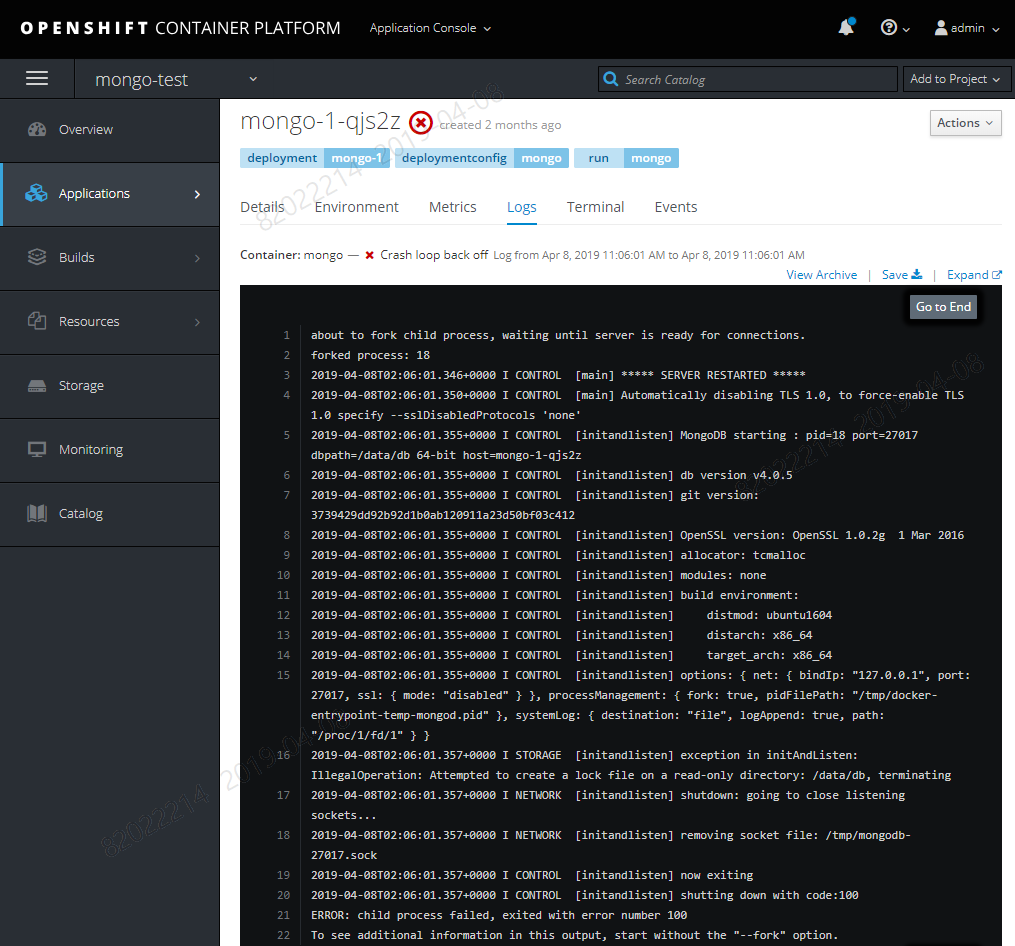 OPENSHIFT CONTAINER PLATFORM
Application Console
admin
mongo-test
Search Catalog
Add to Project
Overview
Applications
Builds
Resources
Storage
Monitoring
Catalog
mongo-1-qjs2z created 2 months ago
Actions
deployment mongo-1 deploymentconfig mongo run mongo
Details Environment Metrics Logs Terminal Events
Container: mongo — Crash loop back off Log from Apr 8, 2019 11:06:01 AM to Apr 8, 2019 11:06:01 AM
View Archive | Save | Expand
Go to End
1 about to fork child process, waiting until server is ready for connections.
2 forked process: 18
3 2019-04-08T02:06:01.346+0000 I CONTROL [main] ***** SERVER RESTARTED *****
4 2019-04-08T02:06:01.350+0000 I CONTROL [main] Automatically disabling TLS 1.0, to force-enable TLS
1.0 specify --sslDisabledProtocols 'none'
5 2019-04-08T02:06:01.355+0000 I CONTROL [initandlisten] MongoDB starting : pid=18 port=27017
dbpath=/data/db 64-bit host=mongo-1-qjs2z
6 2019-04-08T02:06:01.355+0000 I CONTROL [initandlisten] db version v4.0.5
7 2019-04-08T02:06:01.355+0000 I CONTROL [initandlisten] git version:
3739429dd92b92d1b0ab120911a23d50bf03c412
8 2019-04-08T02:06:01.355+0000 I CONTROL [initandlisten] OpenSSL version: OpenSSL 1.0.2g 1 Mar 2016
9 2019-04-08T02:06:01.355+0000 I CONTROL [initandlisten] allocator: tcmalloc
10 2019-04-08T02:06:01.355+0000 I CONTROL [initandlisten] modules: none
11 2019-04-08T02:06:01.355+0000 I CONTROL [initandlisten] build environment:
12 2019-04-08T02:06:01.355+0000 I CONTROL [initandlisten] distmod: ubuntu1604
13 2019-04-08T02:06:01.355+0000 I CONTROL [initandlisten] distarch: x86_64
14 2019-04-08T02:06:01.355+0000 I CONTROL [initandlisten] target_arch: x86_64
15 2019-04-08T02:06:01.355+0000 I CONTROL [initandlisten] options: { net: { bindIp: "127.0.0.1", port:
27017, ssl: { mode: "disabled" } }, processManagement: { fork: true, pidFilePath: "/tmp/docker-
entrypoint-temp-mongod.pid" }, systemLog: { destination: "file", logAppend: true, path:
"/proc/1/fd/1" } }
16 2019-04-08T02:06:01.357+0000 I STORAGE [initandlisten] exception in initAndListen:
IllegalOperation: Attempted to create a lock file on a read-only directory: /data/db, terminating
17 2019-04-08T02:06:01.357+0000 I NETWORK [initandlisten] shutdown: going to close listening
sockets...
18 2019-04-08T02:06:01.357+0000 I NETWORK [initandlisten] removing socket file: /tmp/mongodb-
27017.sock
19 2019-04-08T02:06:01.357+0000 I CONTROL [initandlisten] now exiting
20 2019-04-08T02:06:01.357+0000 I CONTROL [initandlisten] shutting down with code:100
21 ERROR: child process failed, exited with error number 100
22 To see additional information in this output, start without the "--fork" option.
82022214 2019-04-08
82022214 2019-04-08
82022214 2019-04-08